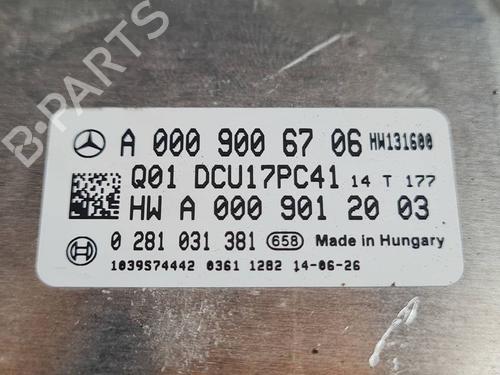 A 000 900 67 06 HW131600
Q01 DCU17PC41 14 T 177
HW A 000 901 20 03
0 281 031 381 658 Made in Hungary
1039S74442 0361 1282 14-06-26
B-PARTS